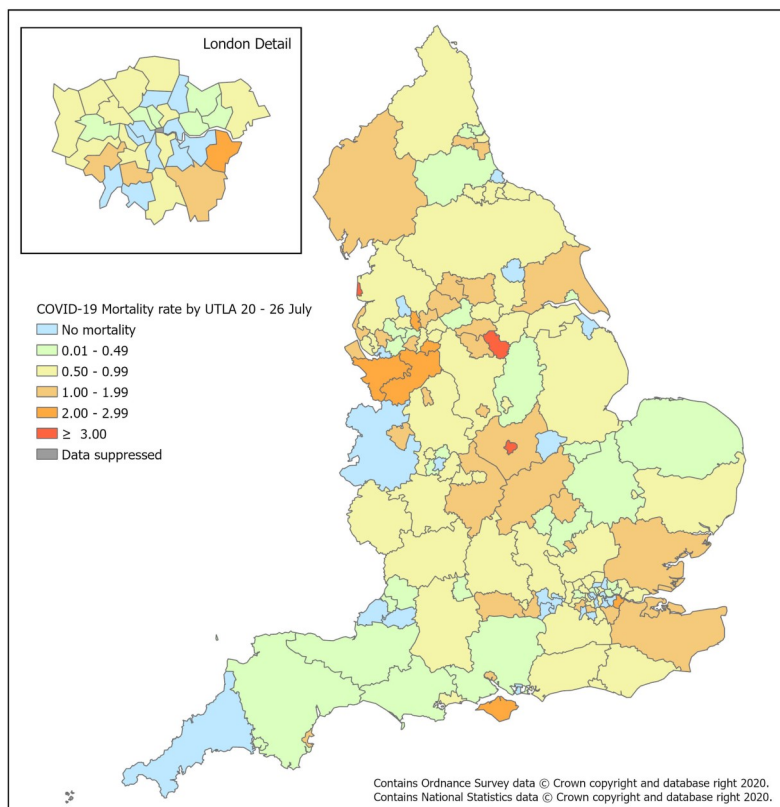 London Detail
COVID-19 Mortality rate by UTLA 20 - 26 July
No mortality
0.01 - 0.49
0.50 - 0.99
1.00 - 1.99
2.00 - 2.99
≥ 3.00
Data suppressed
Contains Ordnance Survey data © Crown copyright and database right 2020.
Contains National Statistics data © Crown copyright and database right 2020.